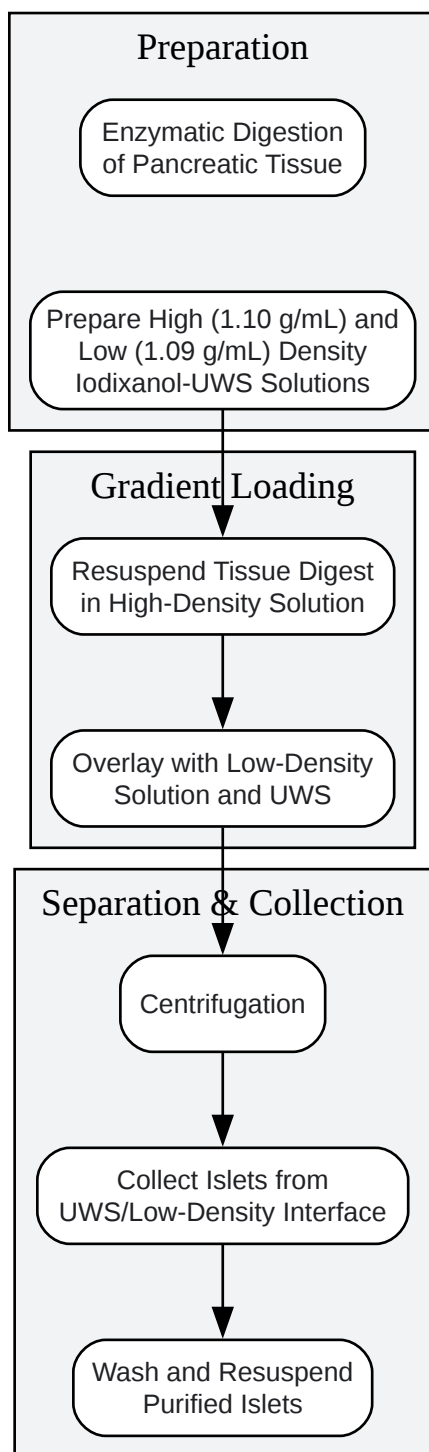 Preparation
Enzymatic Digestion
of Pancreatic Tissue
Prepare High (1.10 g/mL) and
Low (1.09 g/mL) Density
Iodixanol-UWS Solutions
Gradient Loading
Resuspend Tissue Digest
in High-Density Solution
Overlay with Low-Density
Solution and UWS
Separation & Collection
Centrifugation
Collect Islets from
UWS/Low-Density Interface
Wash and Resuspend
Purified Islets